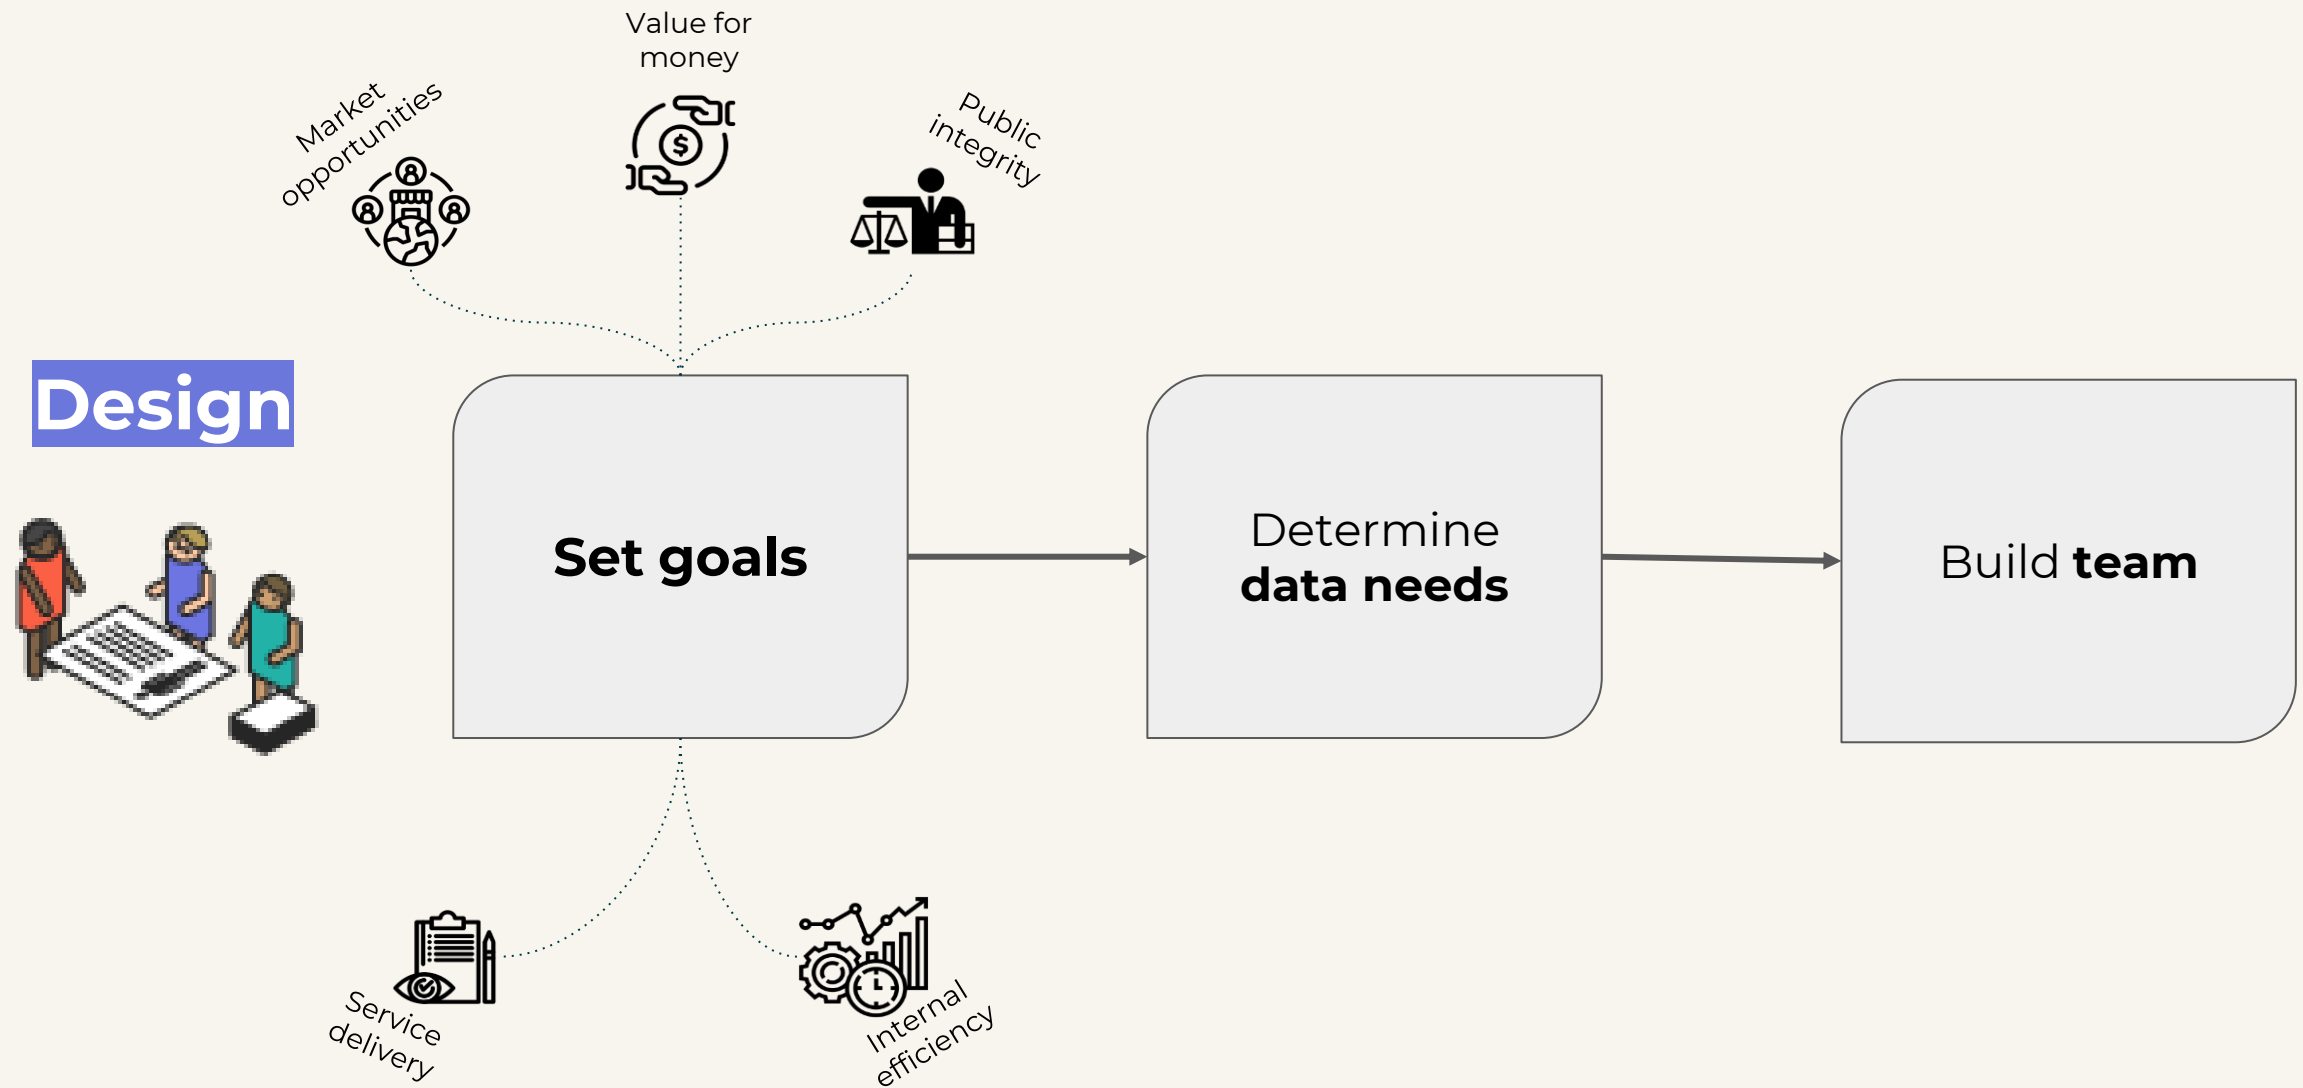 Value for
money
Market
opportunities
Public
integrity
Design
Set goals
Determine
data needs
Build team
Service
delivery
Internal
efficiency